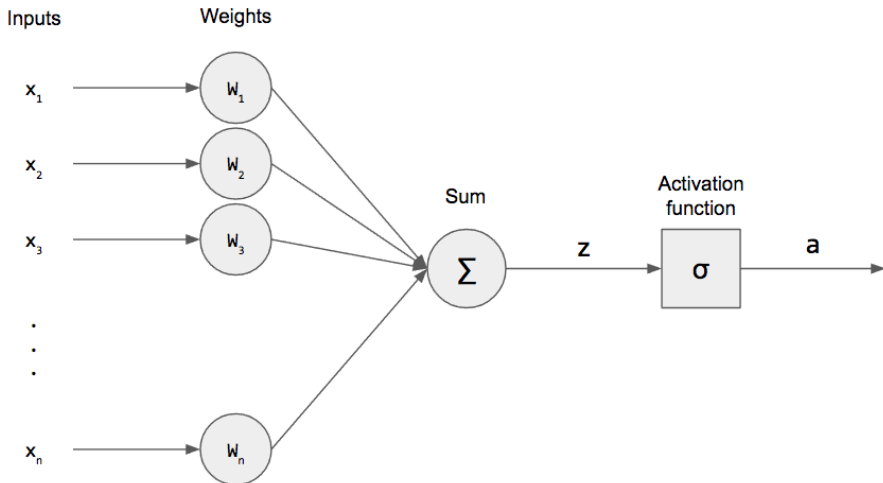 Inputs
Weights
x₁
W₁
x₂
W₂
x₃
W₃
Sum
Σ
z
Activation
function
σ
a
.
.
.
xₙ
Wₙ